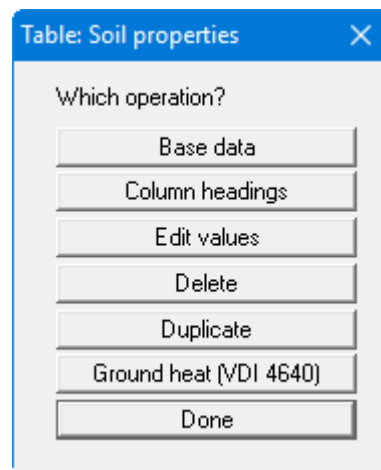 Table: Soil properties
Which operation?
Base data
Column headings
Edit values
Delete
Duplicate
Ground heat (VDI 4640)
Done